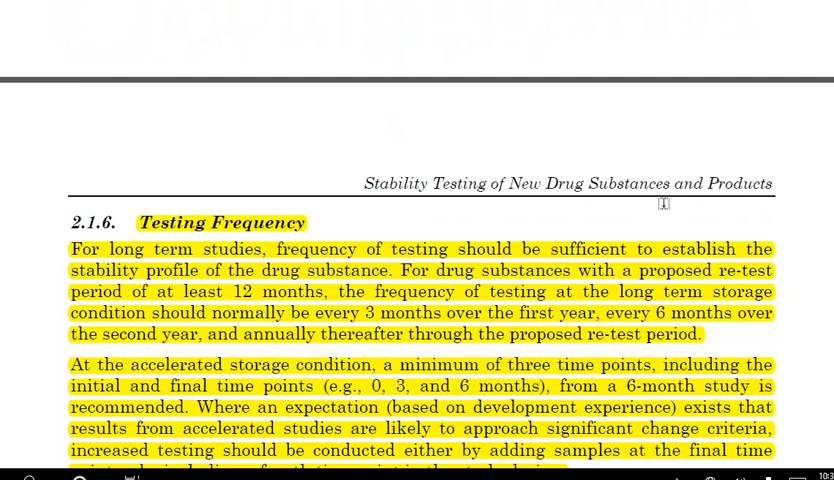 Stability Testing of New Drug Substances and Products
2.1.6. Testing Frequency
For long term studies, frequency of testing should be sufficient to establish the
stability profile of the drug substance. For drug substances with a proposed re-test
period of at least 12 months, the frequency of testing at the long term storage
condition should normally be every 3 months over the first year, every 6 months over
the second year, and annually thereafter through the proposed re-test period.
At the accelerated storage condition, a minimum of three time points, including the
initial and final time points (e.g., 0, 3, and 6 months), from a 6-month study is
recommended. Where an expectation (based on development experience) exists that
results from accelerated studies are likely to approach significant change criteria,
increased testing should be conducted either by adding samples at the final time